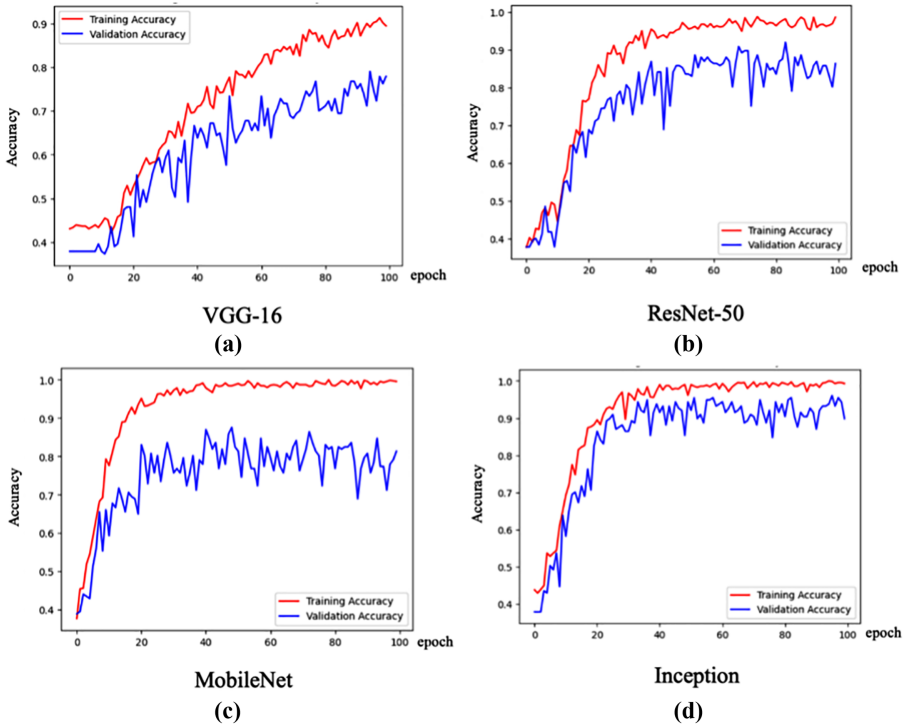 Training Accuracy
Validation Accuracy
0.9
0.8
0.7
0.6
0.5
0.4
Accuracy
0 20 40 60 80 100
epoch
VGG-16
(a)
1.0
0.9
0.8
0.7
0.6
0.5
0.4
Accuracy
Training Accuracy
Validation Accuracy
0 20 40 60 80 100
epoch
ResNet-50
(b)
1.0
0.9
0.8
0.7
0.6
0.5
0.4
Accuracy
Training Accuracy
Validation Accuracy
0 20 40 60 80 100
epoch
MobileNet
(c)
1.0
0.9
0.8
0.7
0.6
0.5
0.4
Accuracy
Training Accuracy
Validation Accuracy
0 20 40 60 80 100
epoch
Inception
(d)